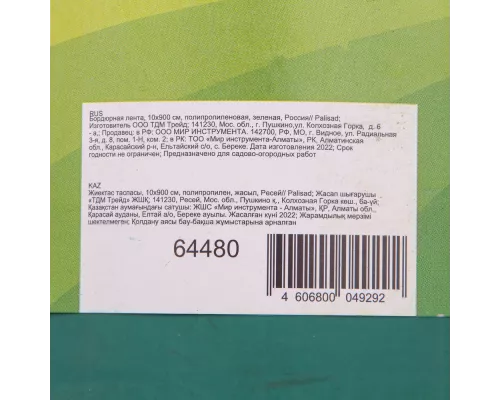 BUS
Бордюрная лента, 10x900 см, полипропиленовая, зеленая, Россия// Palisad;
Изготовитель ООО ТДМ Трейд; 141230, Мос. обл., г. Пушкино,ул. Колхозная Горка, д. 6
- а,; Продавец: в РФ: ООО МИР ИНСТРУМЕНТА. 142700, РФ, МО, г. Видное, ул. Радиальная
3-я, д. 8, пом. 1-Н, ком. 2; в РК: ТОО «Мир инструмента-Алматы», РК, Алматинская
обл., Карасайский р-н, Ельтайский с/о, с. Береке. Дата изготовления 2022; Срок
годности не ограничен; Предназначено для садово-огородных работ
KAZ
Жиектас таспасы, 10x900 см, полипропилен, жасыл, Ресей// Palisad; Жасап шығарушы
«ТДМ Трейд» ЖШҚ; 141230, Ресей, Мос. обл., Пушкино қ., Колхозная Горка көш., 6а-үй;
Қазақстан аумағындағы сатушы: ЖШС «Мир инструмента - Алматы», ҚР, Алматы обл.,
Қарасай ауданы, Елтай а/о, Береке ауылы. Жасалған күні 2022; Жарамдылық мерзімі
шектелмеген; Қолдану аясы бау-бақша жұмыстарына арналған
64480
4 606800 049292